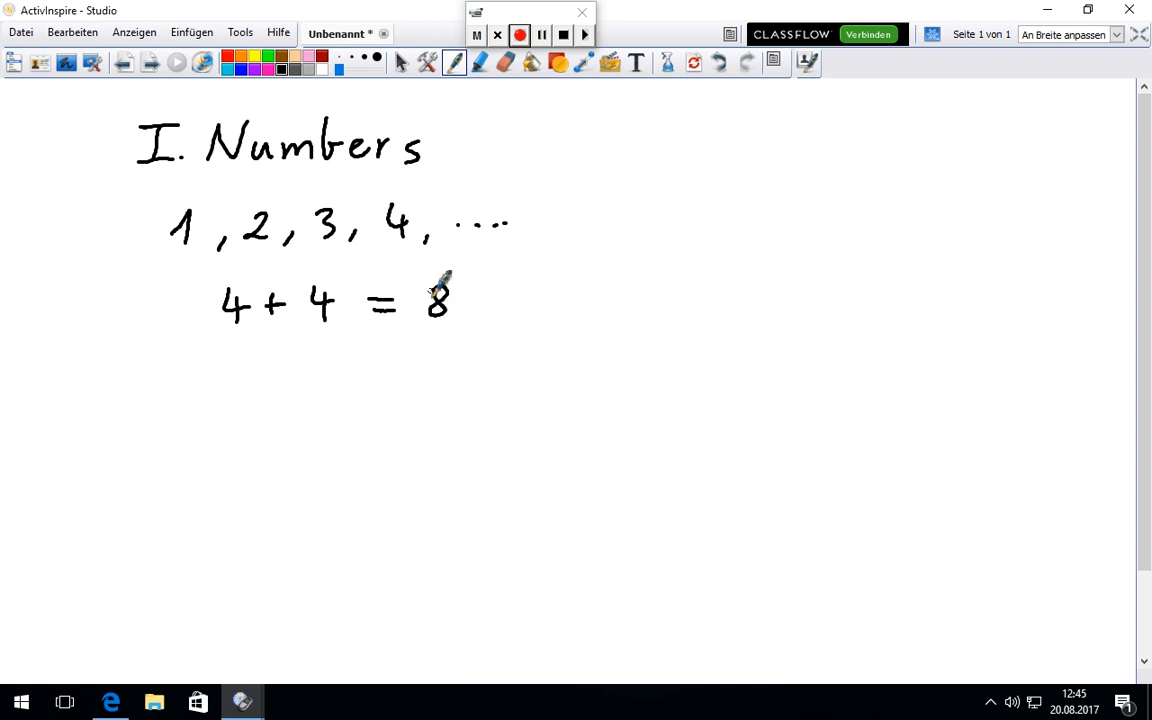 ActivInspire - Studio
Datei Bearbeiten Anzeigen Einfügen Tools Hilfe Unbenannt * M CLASSFLOW Verbinden Seite 1 von 1 An Breite anpassen
T
I. Numbers
1, 2, 3, 4, ....
4 + 4 = 8
12:45
20.08.2017
1